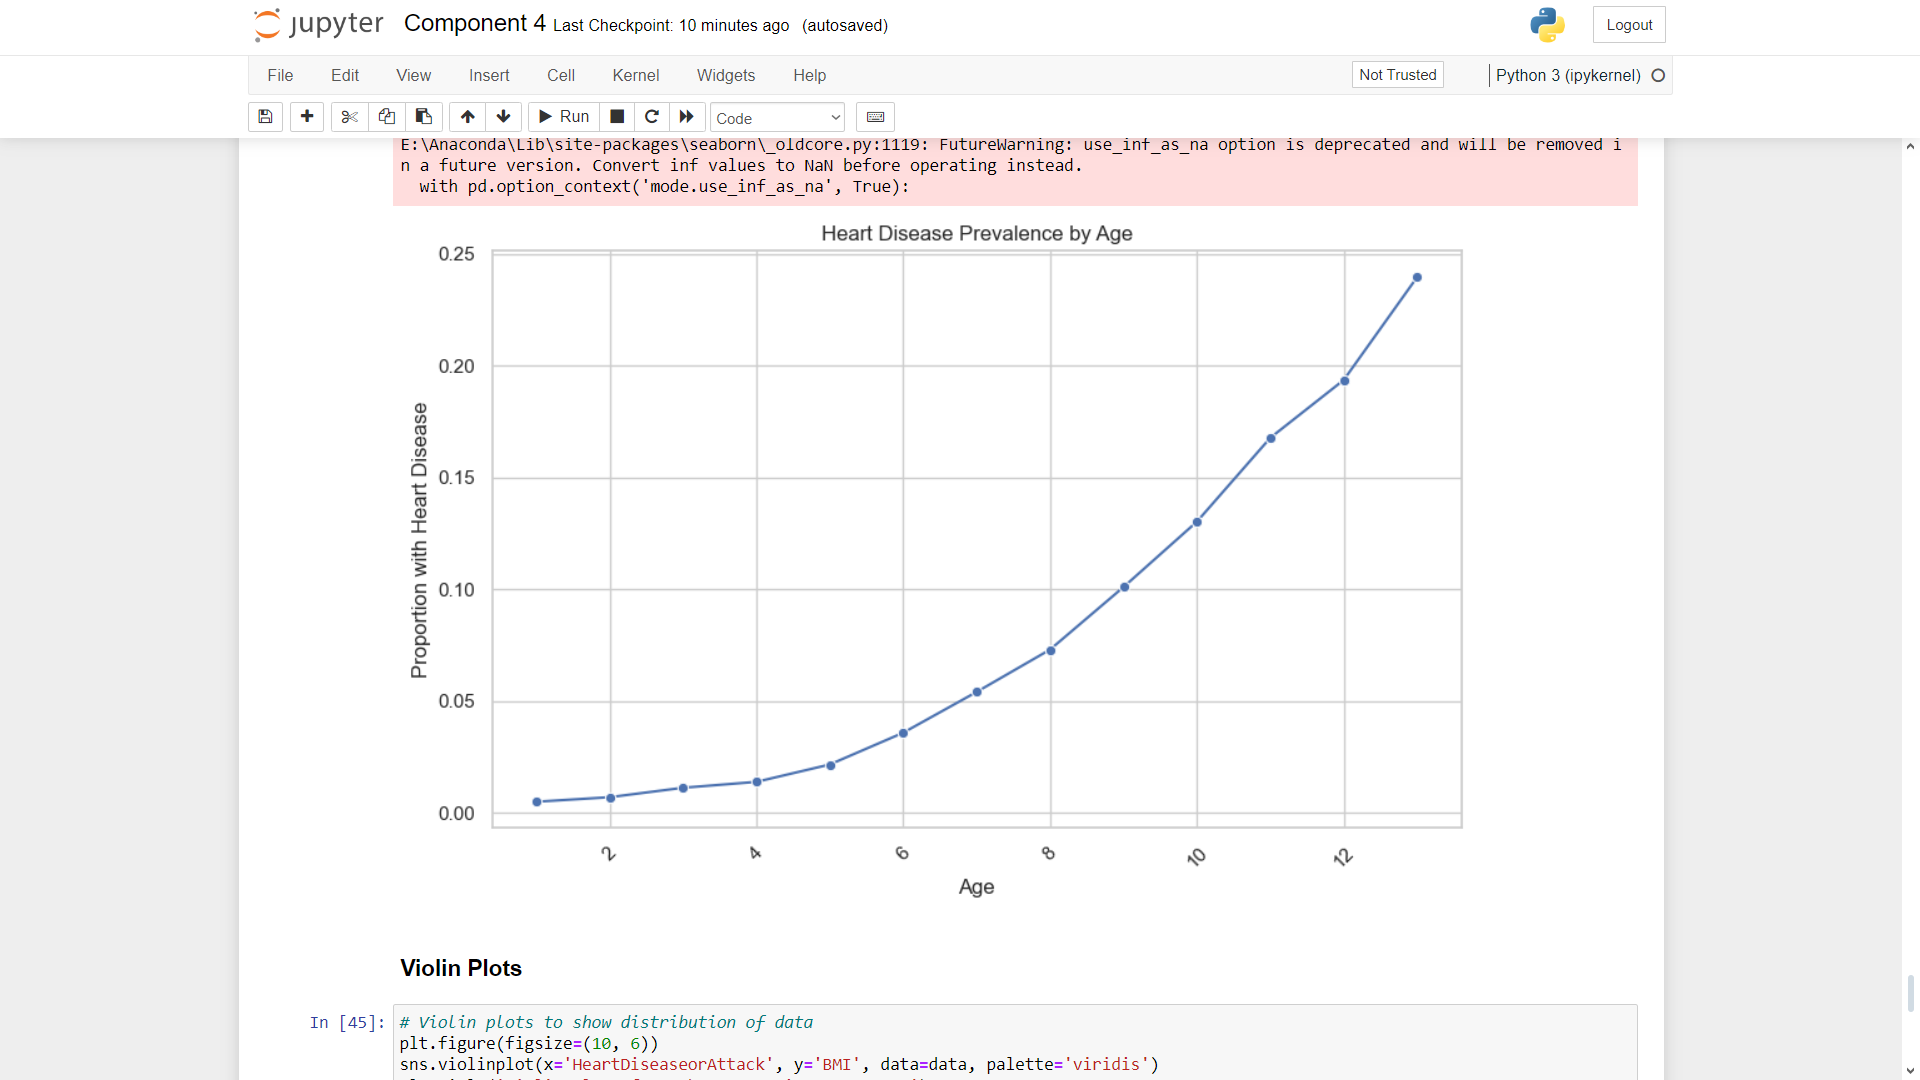 jupyter Component 4 Last Checkpoint: 10 minutes ago (autosaved) Logout
File Edit View Insert Cell Kernel Widgets Help Not Trusted Python 3 (ipykernel)
Run Code
E:\Anaconda\Lib\site-packages\seaborn\_oldcore.py:1119: FutureWarning: use_inf_as_na option is deprecated and will be removed i
n a future version. Convert inf values to NaN before operating instead.
with pd.option_context('mode.use_inf_as_na', True):
Heart Disease Prevalence by Age
0.25
0.20
0.15
0.10
0.05
0.00
Proportion with Heart Disease
2 4 6 8 10 12
Age
Violin Plots
In [45]: # Violin plots to show distribution of data
plt.figure(figsize=(10, 6))
sns.violinplot(x='HeartDiseaseorAttack', y='BMI', data=data, palette='viridis')